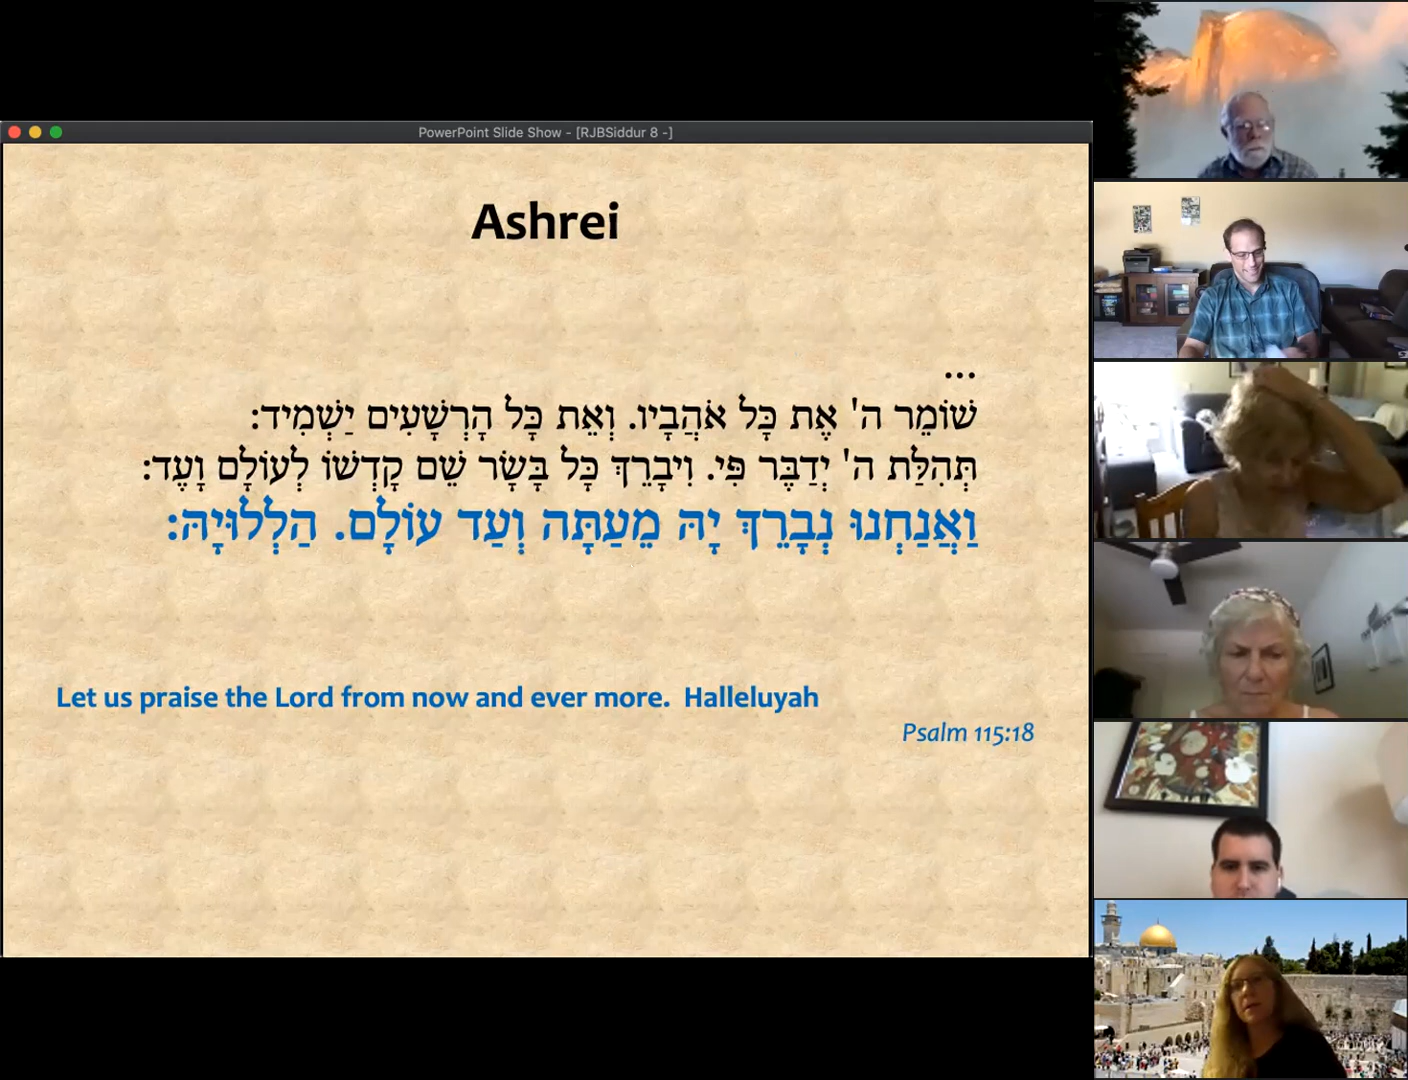 PowerPoint Slide Show - [RJBSiddur 8 -]
Ashrei
...
שׁוֹמֵר ה' אֶת כָּל אֹהֲבָיו. וְאֵת כָּל הָרְשָׁעִים יַשְׁמִיד:
תְּהִלַּת ה' יְדַבֶּר פִּי. וִיבָרֵךְ כָּל בָּשָׂר שֵׁם קָדְשׁוֹ לְעוֹלָם וָעֶד:
וַאֲנַחְנוּ נְבָרֵךְ יָהּ מֵעַתָּה וְעַד עוֹלָם. הַלְלוּיָהּ:
Let us praise the Lord from now and ever more.  Halleluyah
Psalm 115:18